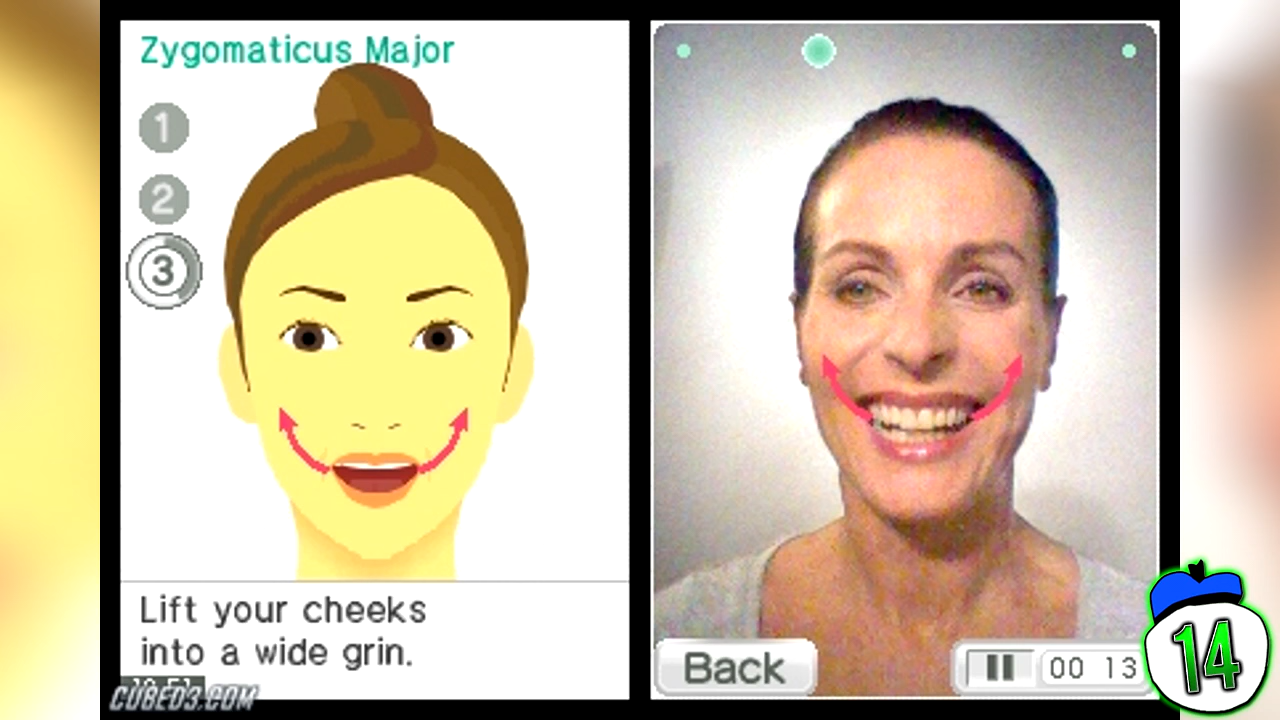 Zygomaticus Major
1
2
3
Lift your cheeks
into a wide grin.
CUBED3.COM
Back
00 13
14